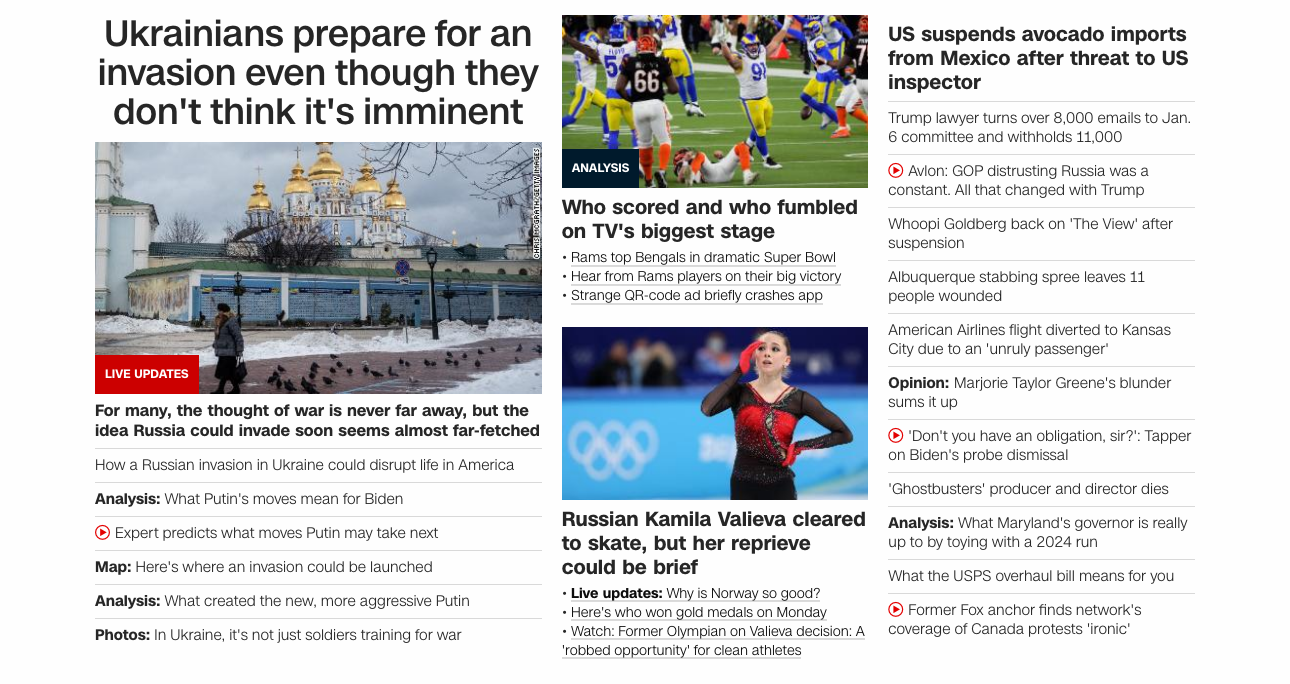 Ukrainians prepare for an
invasion even though they
don't think it's imminent
CHRIS MCGRATH/GETTY IMAGES
LIVE UPDATES
For many, the thought of war is never far away, but the
idea Russia could invade soon seems almost far-fetched
How a Russian invasion in Ukraine could disrupt life in America
Analysis: What Putin's moves mean for Biden
Expert predicts what moves Putin may take next
Map: Here's where an invasion could be launched
Analysis: What created the new, more aggressive Putin
Photos: In Ukraine, it's not just soldiers training for war
66
91
ANALYSIS
Who scored and who fumbled
on TV's biggest stage
• Rams top Bengals in dramatic Super Bowl
• Hear from Rams players on their big victory
• Strange QR-code ad briefly crashes app
Russian Kamila Valieva cleared
to skate, but her reprieve
could be brief
• Live updates: Why is Norway so good?
• Here's who won gold medals on Monday
• Watch: Former Olympian on Valieva decision: A
'robbed opportunity' for clean athletes
US suspends avocado imports
from Mexico after threat to US
inspector
Trump lawyer turns over 8,000 emails to Jan.
6 committee and withholds 11,000
Avlon: GOP distrusting Russia was a
constant. All that changed with Trump
Whoopi Goldberg back on 'The View' after
suspension
Albuquerque stabbing spree leaves 11
people wounded
American Airlines flight diverted to Kansas
City due to an 'unruly passenger'
Opinion: Marjorie Taylor Greene's blunder
sums it up
'Don't you have an obligation, sir?': Tapper
on Biden's probe dismissal
'Ghostbusters' producer and director dies
Analysis: What Maryland's governor is really
up to by toying with a 2024 run
What the USPS overhaul bill means for you
Former Fox anchor finds network's
coverage of Canada protests 'ironic'